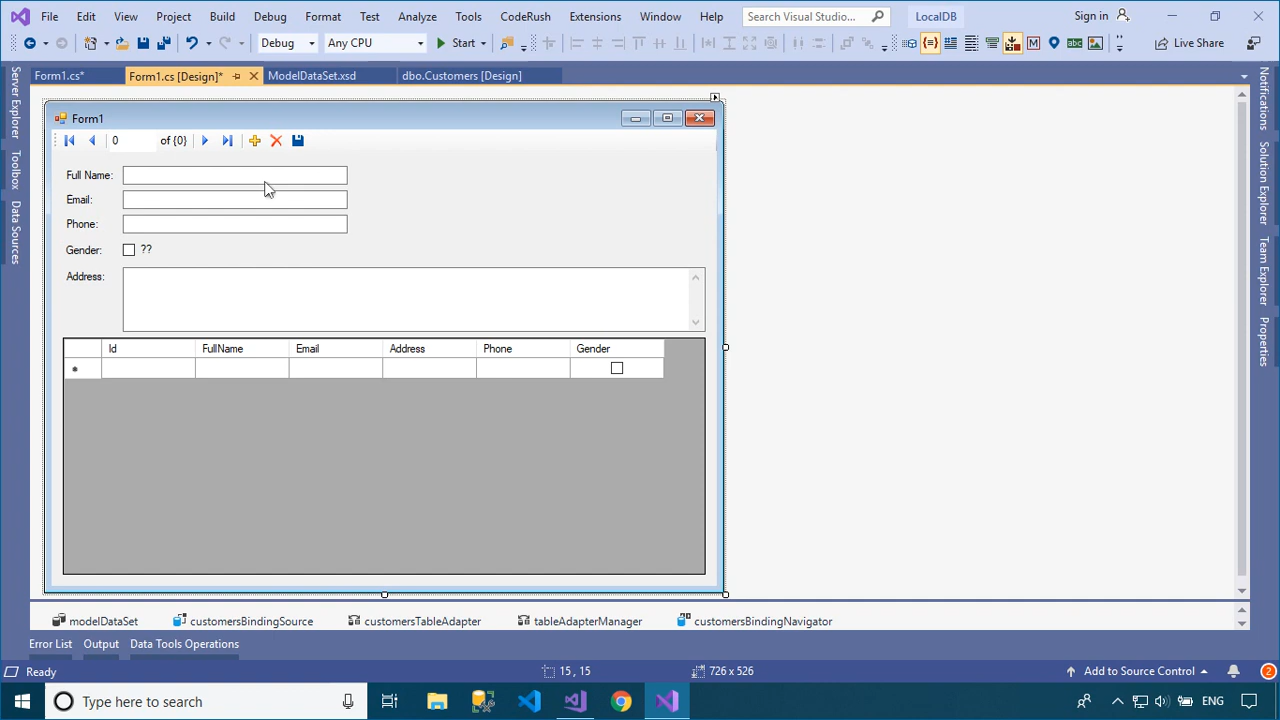 File Edit View Project Build Debug Format Test Analyze Tools CodeRush Extensions Window Help Search Visual Studio... LocalDB Sign in
Debug Any CPU Start Live Share
Form1.cs* Form1.cs [Design]* ModelDataSet.xsd dbo.Customers [Design]
Server Explorer
Toolbox
Data Sources
Form1
0 of {0}
Full Name:
Email:
Phone:
Gender: ??
Address:
Id FullName Email Address Phone Gender
Notifications
Solution Explorer
Team Explorer
Properties
modelDataSet customersBindingSource customersTableAdapter tableAdapterManager customersBindingNavigator
Error List Output Data Tools Operations
Ready 15 , 15 726 x 526 Add to Source Control 2
Type here to search ENG